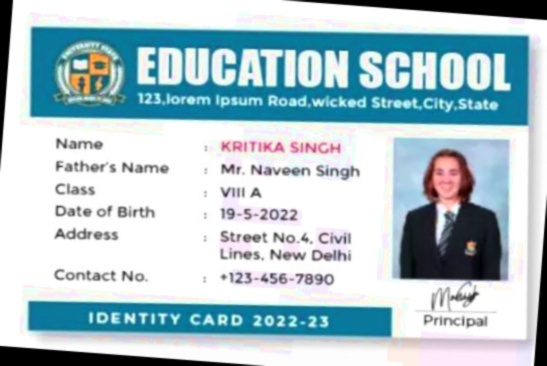 EDUCATION SCHOOL
123,lorem Ipsum Road,wicked Street,City,State
Name : KRITIKA SINGH
Father's Name : Mr. Naveen Singh
Class : VIII A
Date of Birth : 19-5-2022
Address : Street No.4, Civil
Lines, New Delhi
Contact No. : +123-456-7890
Principal
IDENTITY CARD 2022-23